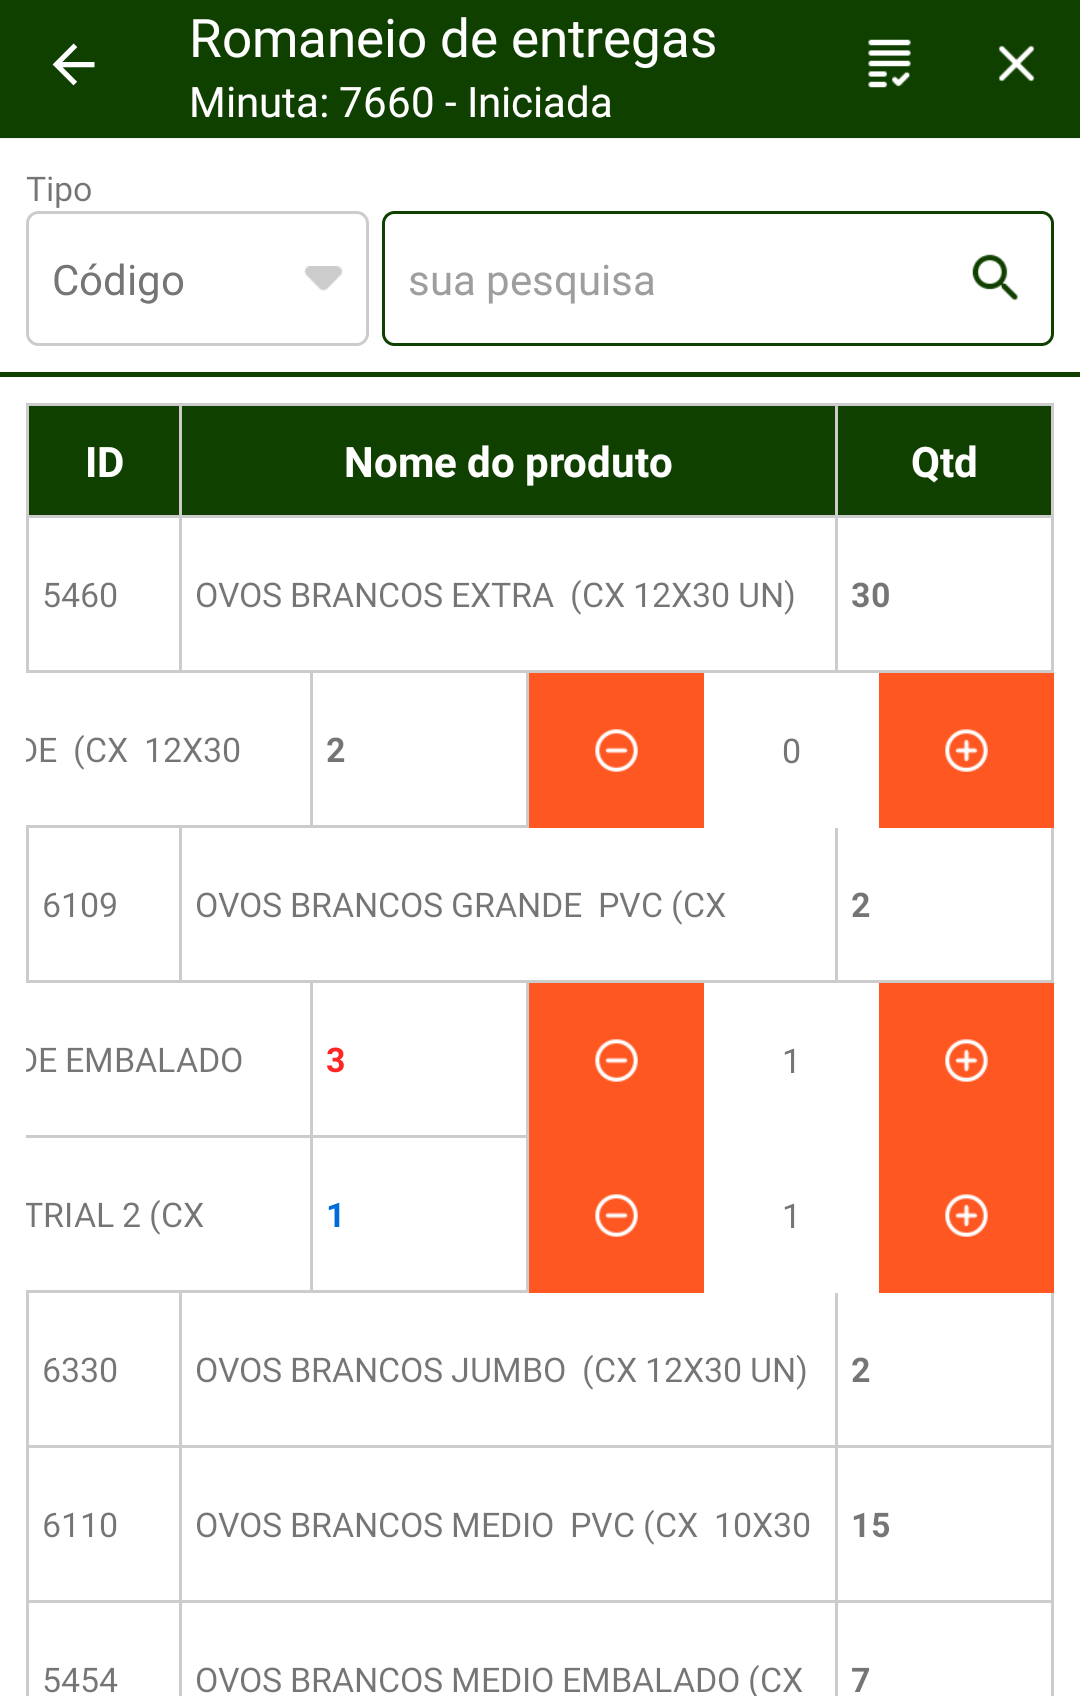 Romaneio de entregas
Minuta: 7660 - Iniciada
Tipo
Código
sua pesquisa
ID Nome do produto Qtd
5460 OVOS BRANCOS EXTRA (CX 12X30 UN) 30
DE (CX 12X30 2 0
6109 OVOS BRANCOS GRANDE PVC (CX 2
DE EMBALADO 3 1
TRIAL 2 (CX 1 1
6330 OVOS BRANCOS JUMBO (CX 12X30 UN) 2
6110 OVOS BRANCOS MEDIO PVC (CX 10X30 15
5454 OVOS BRANCOS MEDIO EMBALADO (CX 7